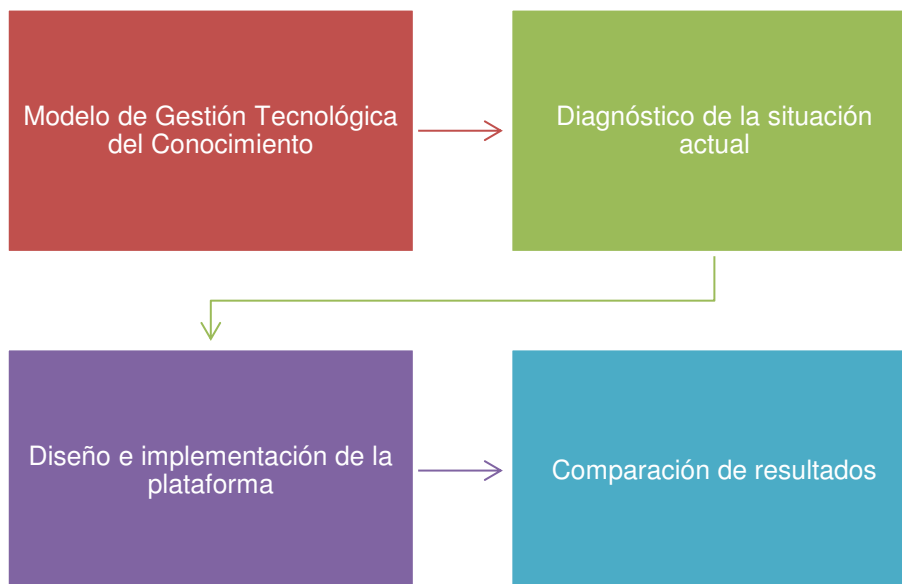 Modelo de Gestión Tecnológica
del Conocimiento
Diagnóstico de la situación
actual
Diseño e implementación de la
plataforma
Comparación de resultados